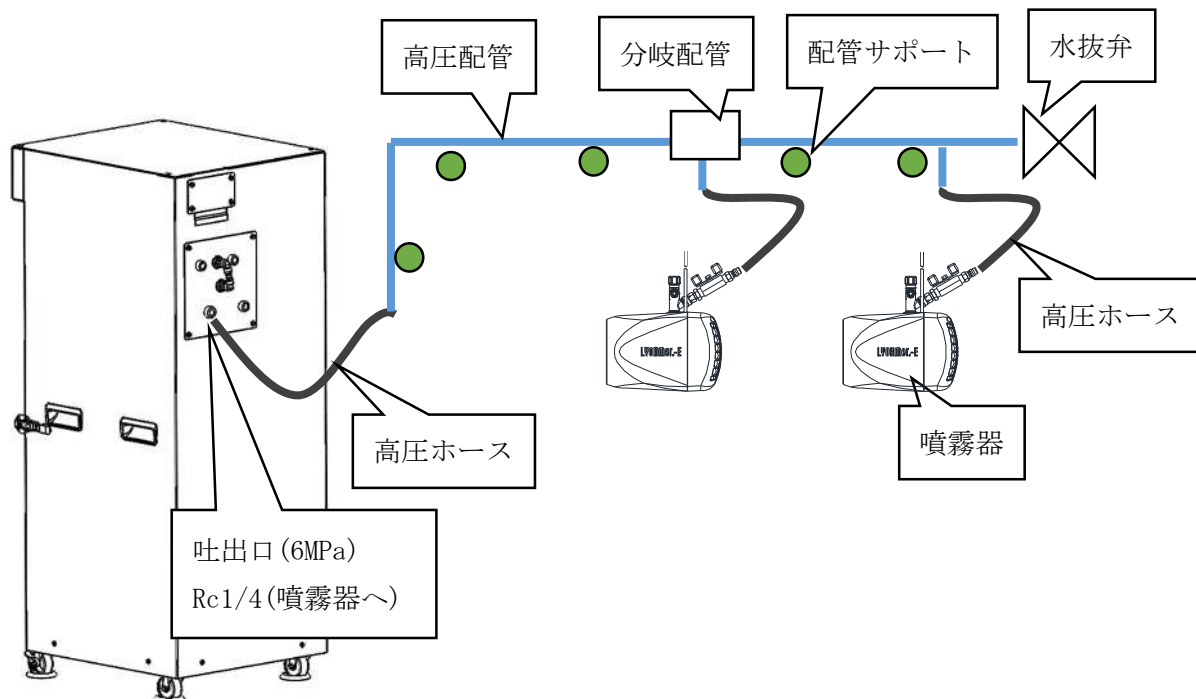 高圧配管
分岐配管
配管サポート
水抜弁
高圧ホース
高圧ホース
噴霧器
吐出口(6MPa)
Rc1/4(噴霧器へ)